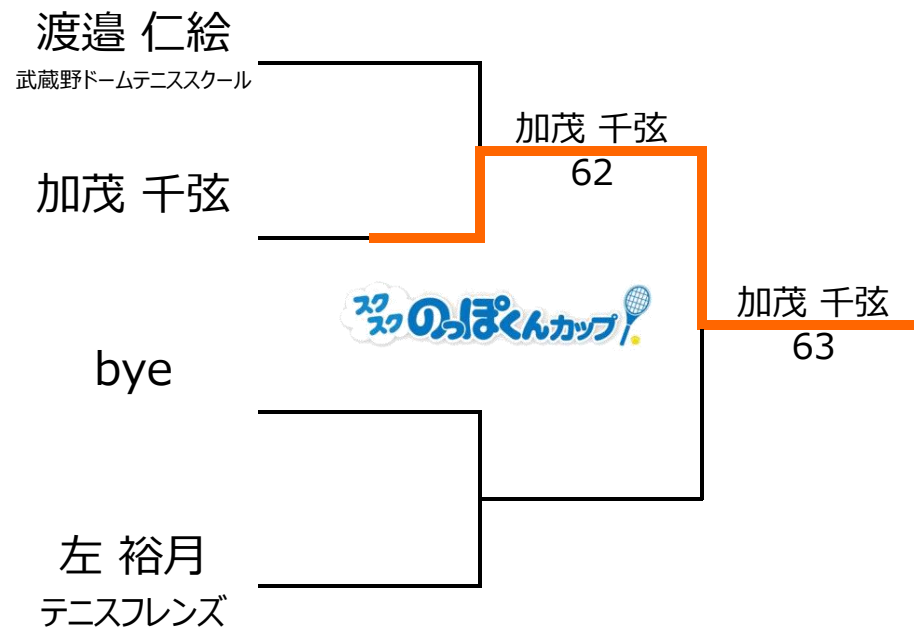 渡邉 仁絵
武蔵野ドームテニススクール
加茂 千弦
62
加茂 千弦
スクスクのっぽくんカップ
加茂 千弦
63
bye
左 裕月
テニスフレンズ